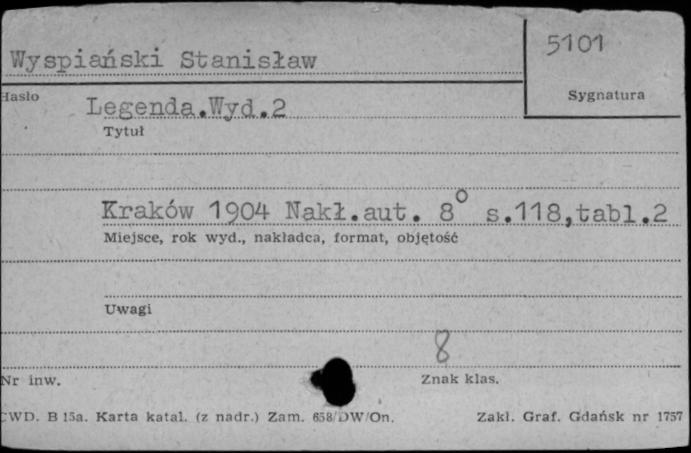 Wyspiański Stanisław
5101
Hasło
Sygnatura
Legenda.Wyd.2
Tytuł
Kraków 1904 Nakł.aut. 8° s.118,tabl.2
Miejsce, rok wyd., nakładca, format, objętość
Uwagi
8
Nr inw.
Znak klas.
CWD. B 15a. Karta katal. (z nadr.) Zam. 658/DW/On.
Zakł. Graf. Gdańsk nr 1757